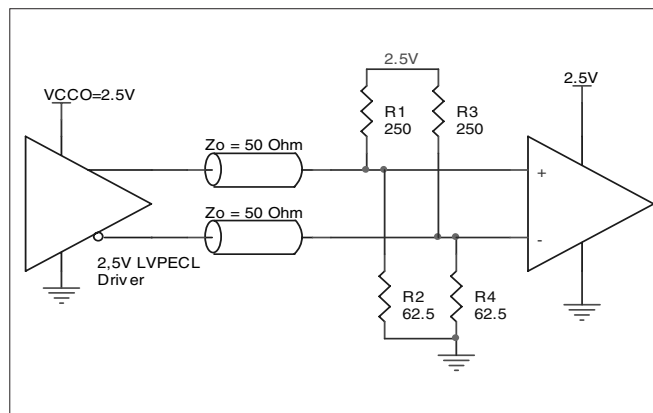 2.5V
VCCO=2.5V
2.5V
R1
250
R3
250
Zo = 50 Ohm
+
Zo = 50 Ohm
-
2,5V LVPECL
Driver
R2
62.5
R4
62.5